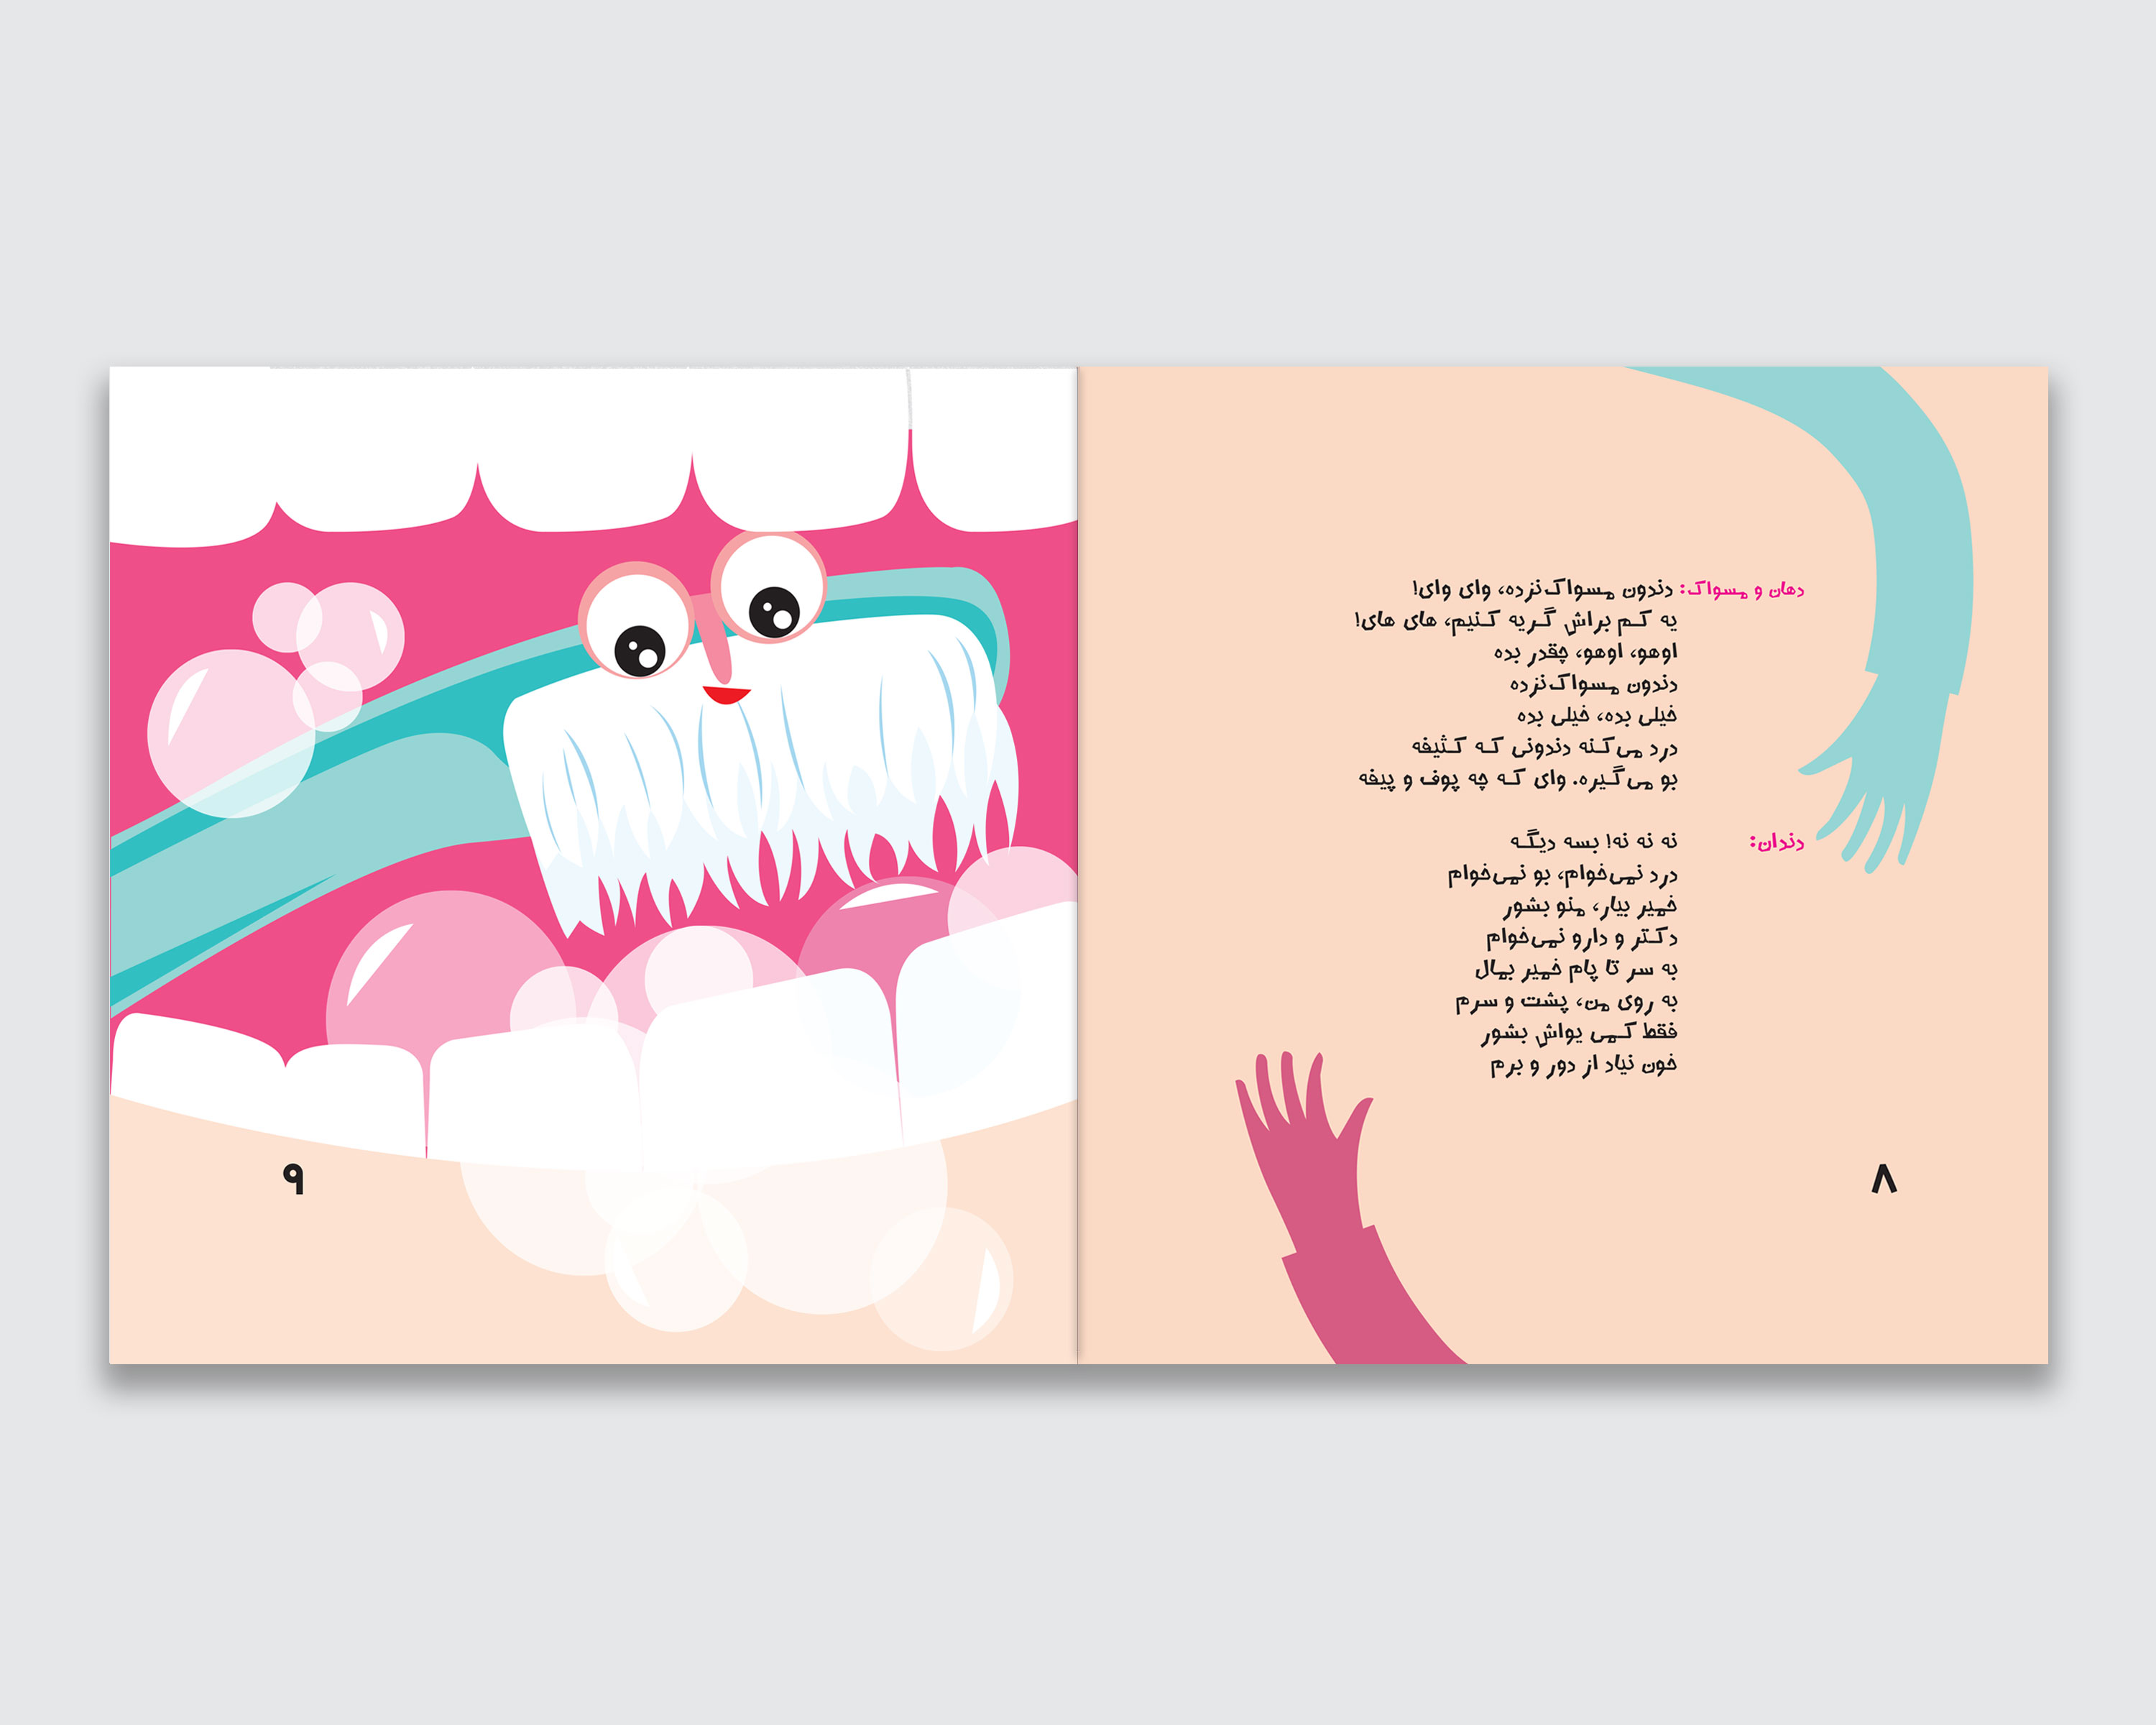 دهان و مسواک: دندون مسواک‌نزده، وای وای!
یه کم براش گریه کنیم، های های!
اوهو، اوهو، چقدر بده
دندون مسواک‌نزده
خیلی بده، خیلی بده
درد می‌کنه دندونی که کثیفه
بو می‌گیره. وای که چه پوف و پیفه
دندان: نه نه نه! بسه دیگه
درد نمی‌خوام، بو نمی‌خوام
خمیر بیار، منو بشور
دکتر و دارو نمی‌خوام
به سر تا پام خمیر بمال
به روی من، پشت و سرم
فقط کمی یواش بشور
خون نیاد از دور و برم
۸
۹